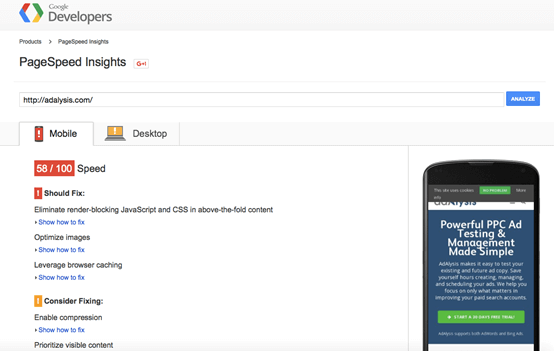 Google
Developers
Products > PageSpeed Insights
PageSpeed Insights G+1
http://adalysis.com/ ANALYZE
Mobile Desktop
58 / 100 Speed
! Should Fix:
Eliminate render-blocking JavaScript and CSS in above-the-fold content
Show how to fix
Optimize images
Show how to fix
Leverage browser caching
Show how to fix
! Consider Fixing:
Enable compression
Show how to fix
Prioritize visible content
This site uses cookies NO PROBLEM More
info
adAlysis
Powerful PPC Ad
Testing &
Management
Made Simple
AdAlysis makes it easy to test your
existing and future ad copy. Save
yourself hours creating, managing,
and scheduling your ads. We help you
focus on only what matters in
improving your paid search accounts.
START A 30 DAYS FREE TRIAL!
AdAlysis supports both AdWords and Bing Ads.